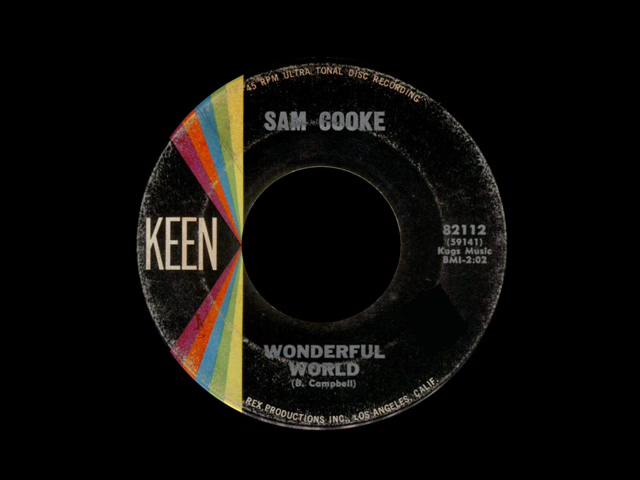 45 RPM ULTRA TONAL DISC RECORDING
SAM COOKE
KEEN
82112
(59141)
Kags Music
BMI-2:02
WONDERFUL
WORLD
(B. Campbell)
REX PRODUCTIONS INC., LOS ANGELES, CALIF.